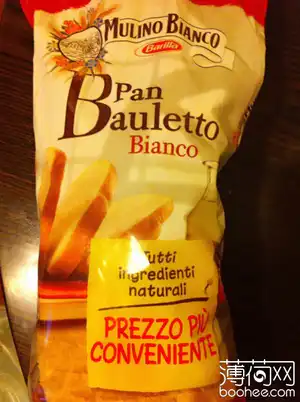 MULINO BIANCO
Barilla
Pan
Bauletto
Bianco
Tutti
ingredienti
naturali
PREZZO PIÙ
CONVENIENTE
薄荷网
boohee.com